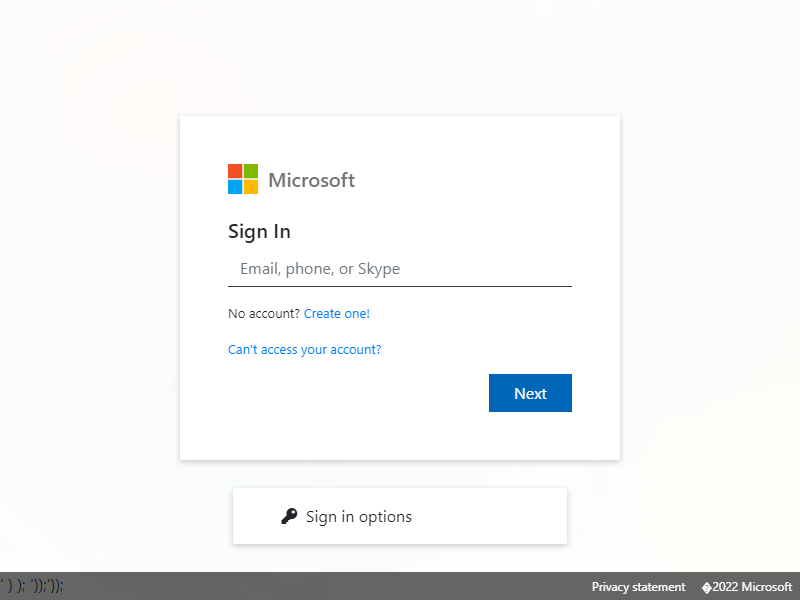 Microsoft
Sign In
Email, phone, or Skype
No account? Create one!
Can't access your account?
Next
Sign in options
' ) ); '));'));
Privacy statement �2022 Microsoft